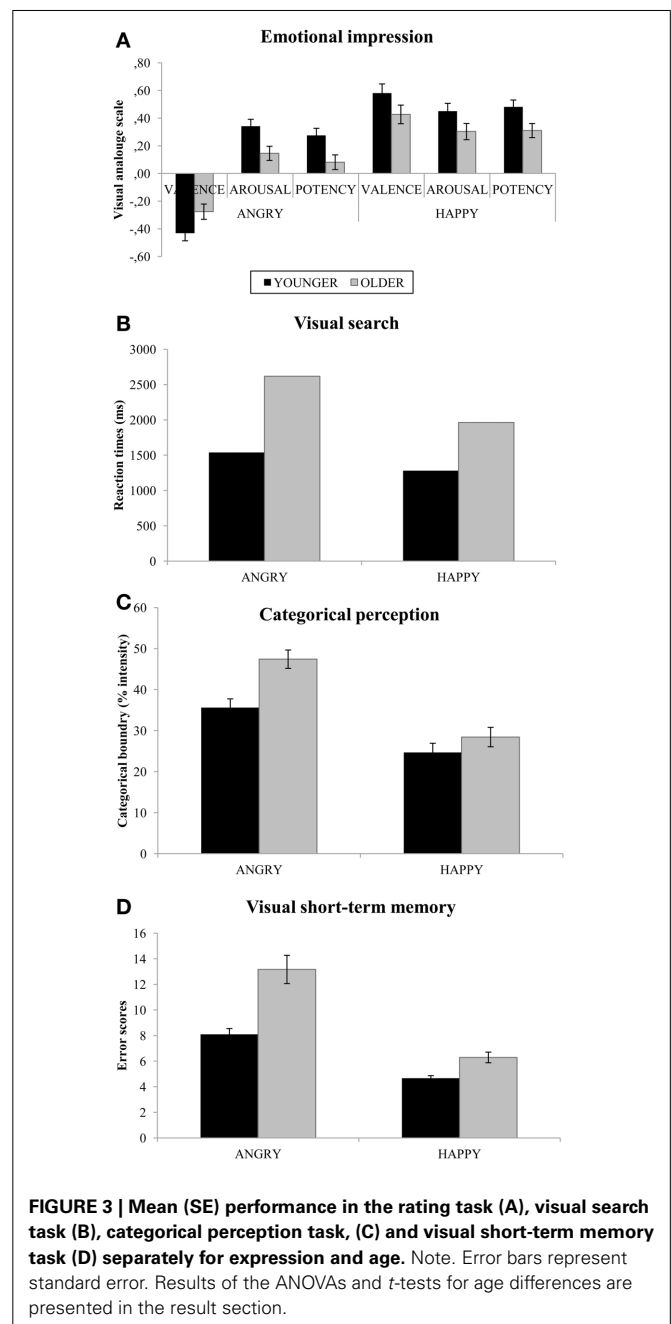 A
Emotional impression
,80
,60
,40
,20
,00
-,20
-,40
-,60
Visual analouge scale
VALENCE AROUSAL POTENCY VALENCE AROUSAL POTENCY
ANGRY HAPPY
YOUNGER OLDER
B
Visual search
3000
2500
2000
1500
1000
500
0
Reaction times (ms)
ANGRY HAPPY
C
Categorical perception
60
50
40
30
20
10
0
Categorical boundry (% intensity)
ANGRY HAPPY
D
Visual short-term memory
16
14
12
10
8
6
4
2
0
Error scores
ANGRY HAPPY
FIGURE 3 | Mean (SE) performance in the rating task (A), visual search
task (B), categorical perception task, (C) and visual short-term memory
task (D) separately for expression and age. Note. Error bars represent
standard error. Results of the ANOVAs and t-tests for age differences are
presented in the result section.